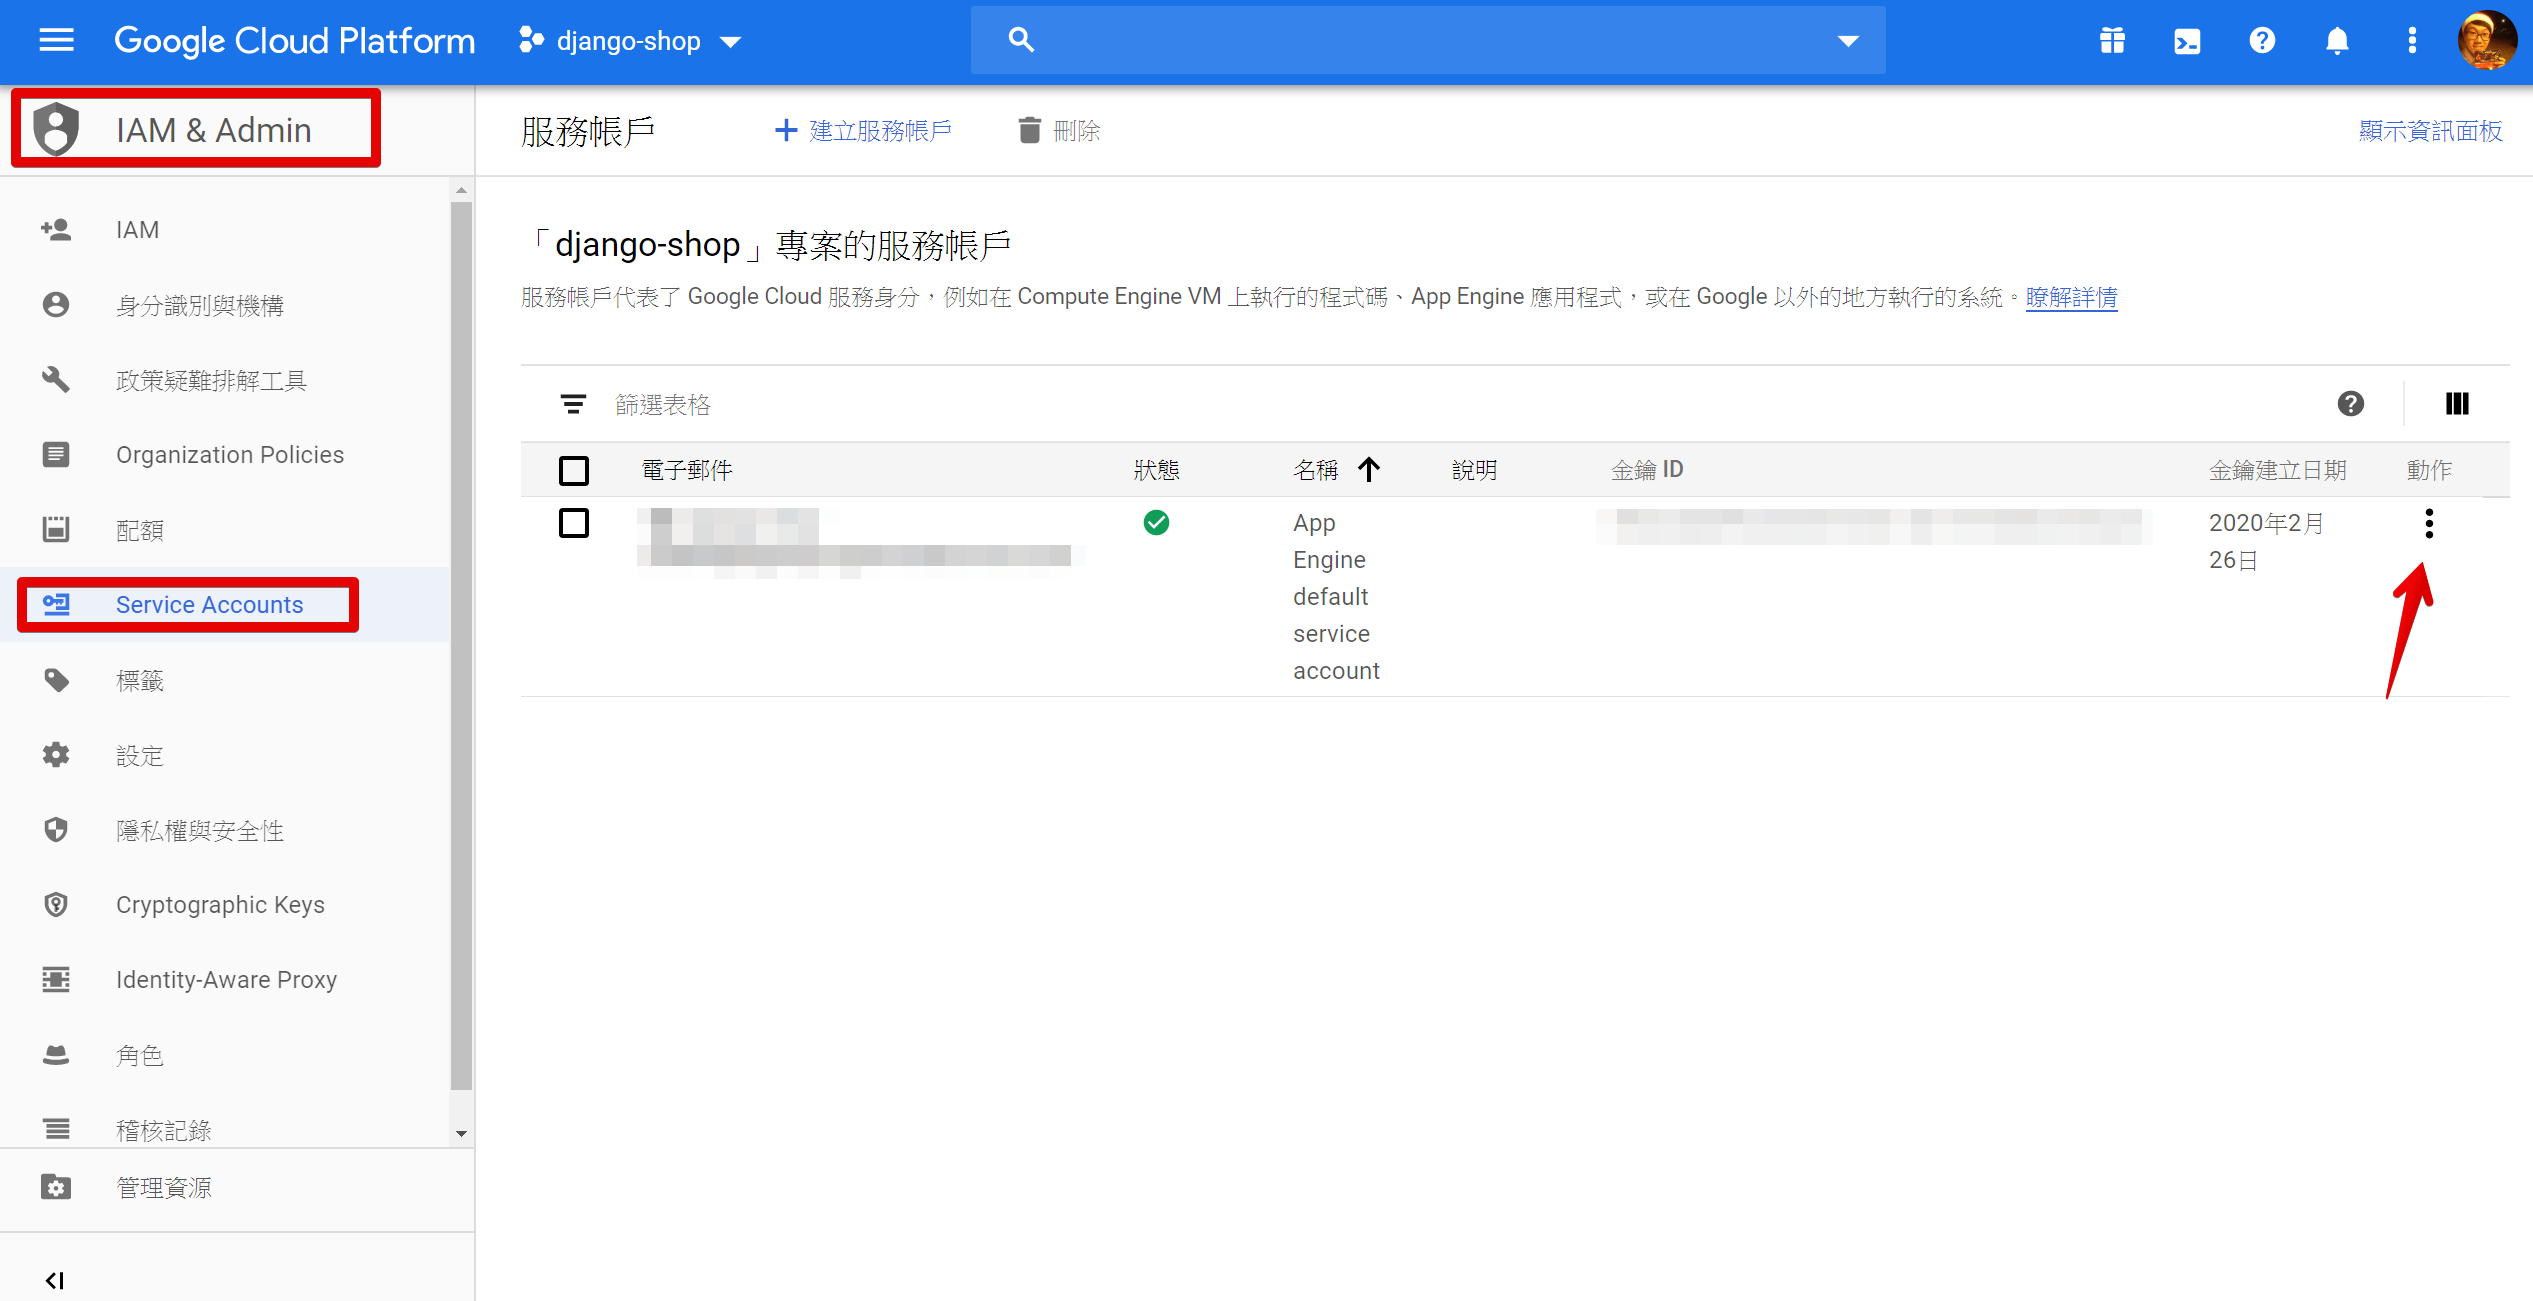 Google Cloud Platform
django-shop
IAM & Admin
服務帳戶
建立服務帳戶
刪除
顯示資訊面板
IAM
身分識別與機構
政策疑難排解工具
Organization Policies
配額
Service Accounts
標籤
設定
隱私權與安全性
Cryptographic Keys
Identity-Aware Proxy
角色
稽核記錄
管理資源
「django-shop」專案的服務帳戶
服務帳戶代表了 Google Cloud 服務身分，例如在 Compute Engine VM 上執行的程式碼、App Engine 應用程式，或在 Google 以外的地方執行的系統。瞭解詳情
篩選表格
電子郵件 狀態 名稱 說明 金鑰 ID 金鑰建立日期 動作
App
Engine
default
service
account
2020年2月
26日